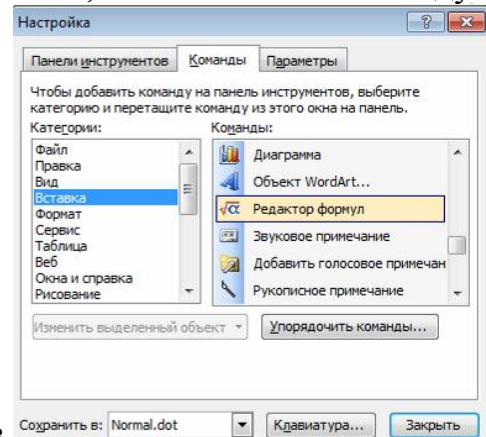 Настройка
Панели инструментов Команды Параметры
Чтобы добавить команду на панель инструментов, выберите
категорию и перетащите команду из этого окна на панель.
Категории: Команды:
Файл
Правка
Вид
Вставка
Формат
Сервис
Таблица
Веб
Окна и справка
Рисование
Диаграмма
Объект WordArt...
√α Редактор формул
Звуковое примечание
Добавить голосовое примечан
Рукописное примечание
Изменить выделенный объект Упорядочить команды...
Сохранить в: Normal.dot Клавиатура... Закрыть